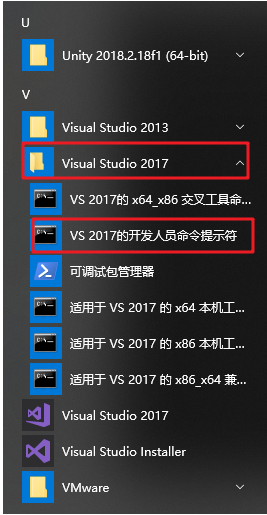 U
Unity 2018.2.18f1 (64-bit)
V
Visual Studio 2013
Visual Studio 2017
VS 2017的 x64_x86 交叉工具命...
VS 2017的开发人员命令提示符
可调试包管理器
适用于 VS 2017 的 x64 本机工...
适用于 VS 2017 的 x86 本机工...
适用于 VS 2017 的 x86_x64 兼...
Visual Studio 2017
Visual Studio Installer
VMware